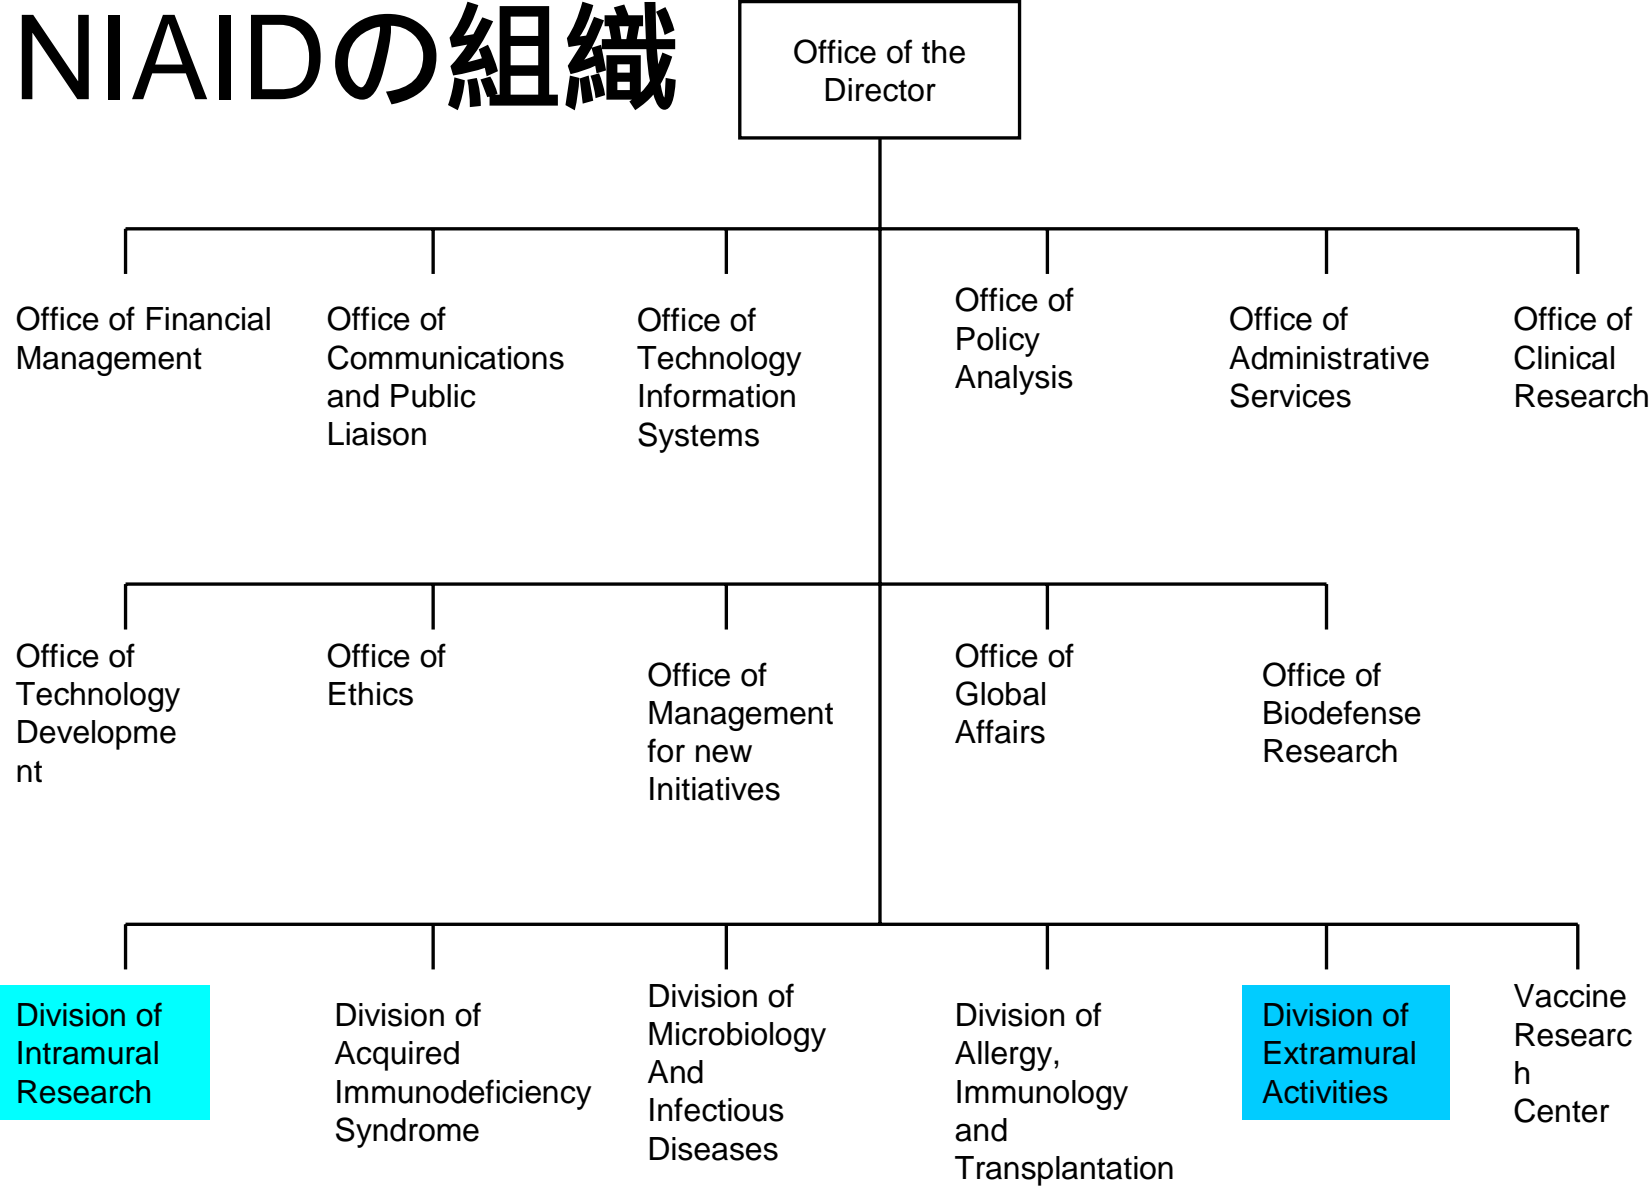 NIAIDの組織
Office of the
Director
Office of Financial
Management
Office of
Communications
and Public
Liaison
Office of
Technology
Information
Systems
Office of
Policy
Analysis
Office of
Administrative
Services
Office of
Clinical
Research
Office of
Technology
Developme
nt
Office of
Ethics
Office of
Management
for new
Initiatives
Office of
Global
Affairs
Office of
Biodefense
Research
Division of
Intramural
Research
Division of
Acquired
Immunodeficiency
Syndrome
Division of
Microbiology
And
Infectious
Diseases
Division of
Allergy,
Immunology
and
Transplantation
Division of
Extramural
Activities
Vaccine
Researc
h
Center